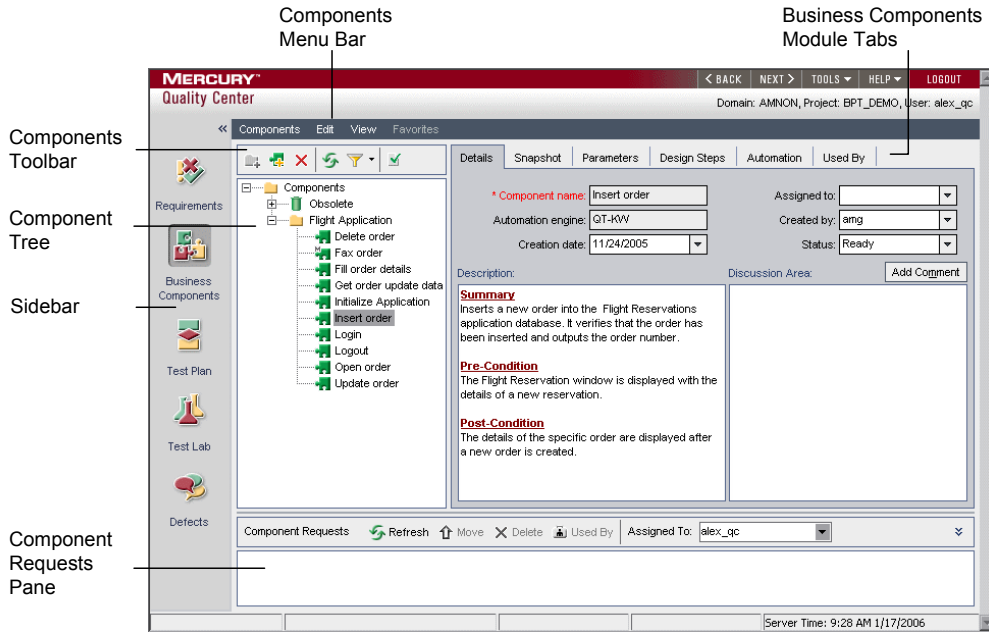 Components
Menu Bar
Business Components
Module Tabs
MERCURY™
Quality Center
< BACK NEXT > TOOLS HELP LOGOUT
Domain: AMNON, Project: BPT_DEMO, User: alex_qc
«
Components Edit View Favorites
Components
Toolbar
Component
Tree
Sidebar
Component
Requests
Pane
Requirements
Business
Components
Test Plan
Test Lab
Defects
Components
Obsolete
Flight Application
Delete order
Fax order
Fill order details
Get order update data
Initialize Application
Insert order
Login
Logout
Open order
Update order
Details Snapshot Parameters Design Steps Automation Used By
* Component name: Insert order
Assigned to:
Automation engine: QT-KW
Created by: amg
Creation date: 11/24/2005
Status: Ready
Description:
Discussion Area:
Add Comment
Summary
Inserts a new order into the Flight Reservations
application database. It verifies that the order has
been inserted and outputs the order number.
Pre-Condition
The Flight Reservation window is displayed with the
details of a new reservation.
Post-Condition
The details of the specific order are displayed after
a new order is created.
Component Requests Refresh Move Delete Used By Assigned To: alex_qc
Server Time: 9:28 AM 1/17/2006